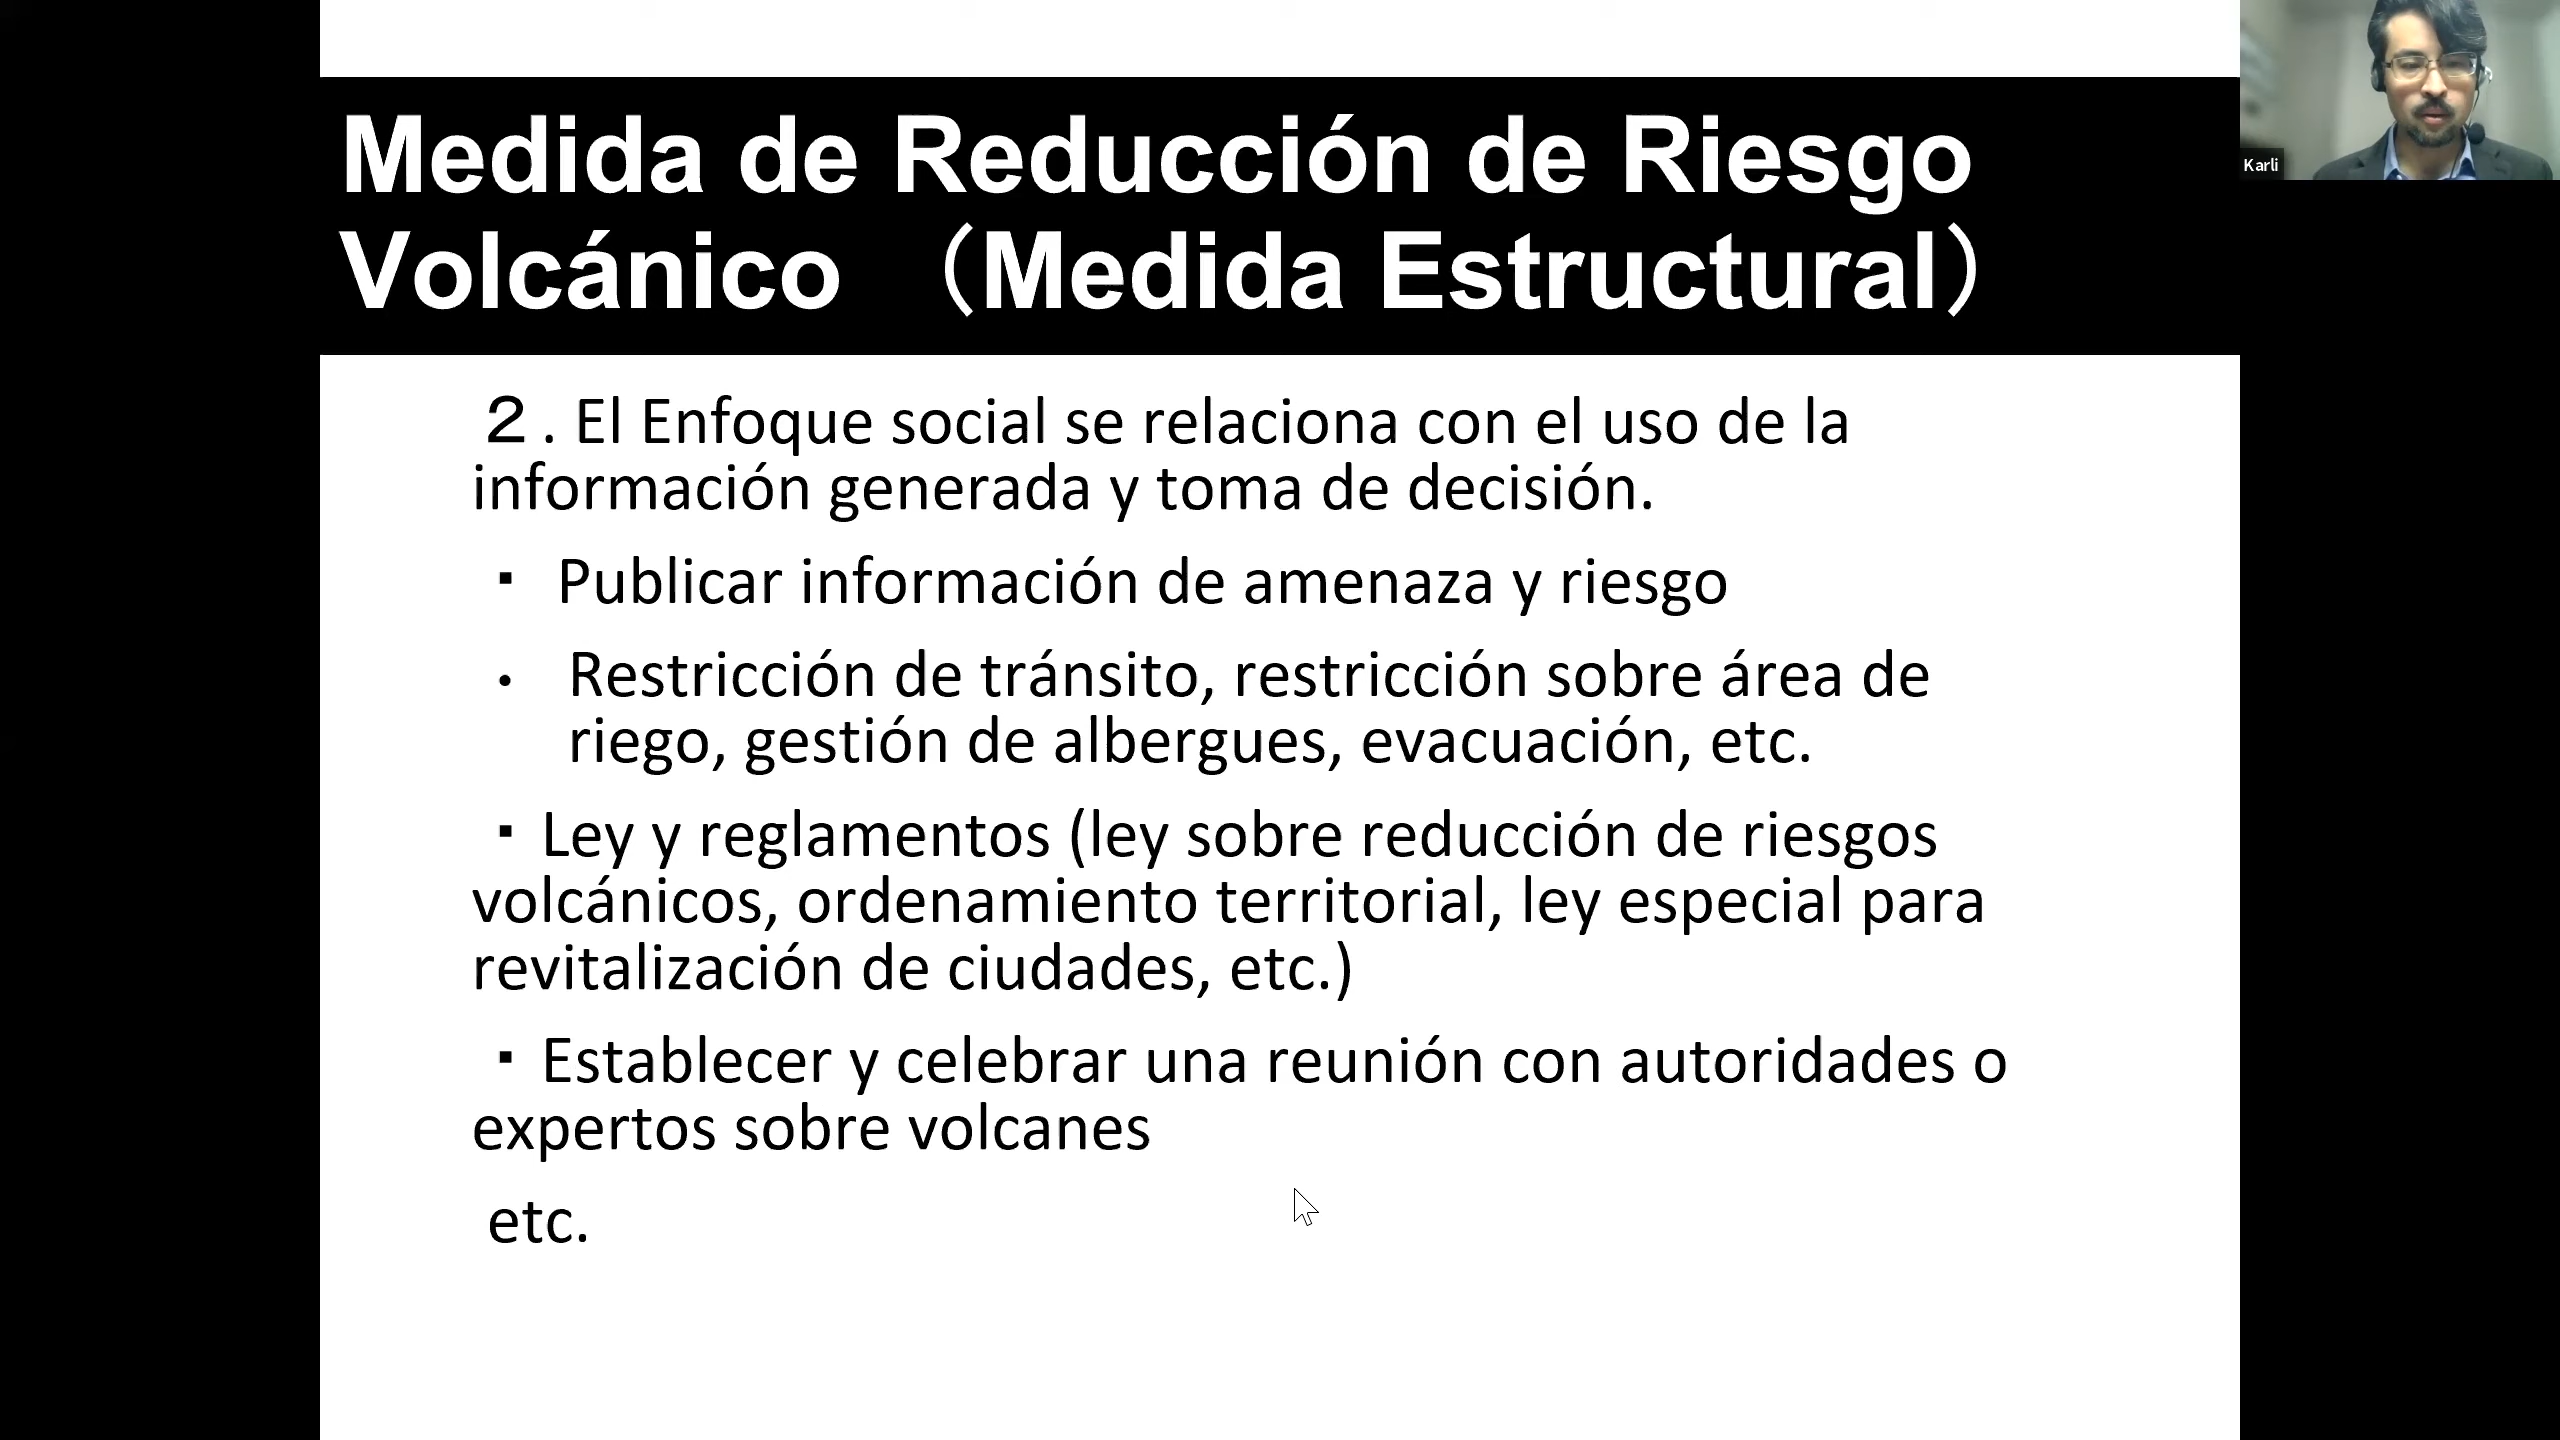 Medida de Reducción de Riesgo
Volcánico （Medida Estructural）
Karli
２. El Enfoque social se relaciona con el uso de la
información generada y toma de decisión.
▪ Publicar información de amenaza y riesgo
• Restricción de tránsito, restricción sobre área de
riego, gestión de albergues, evacuación, etc.
▪ Ley y reglamentos (ley sobre reducción de riesgos
volcánicos, ordenamiento territorial, ley especial para
revitalización de ciudades, etc.)
▪ Establecer y celebrar una reunión con autoridades o
expertos sobre volcanes
etc.